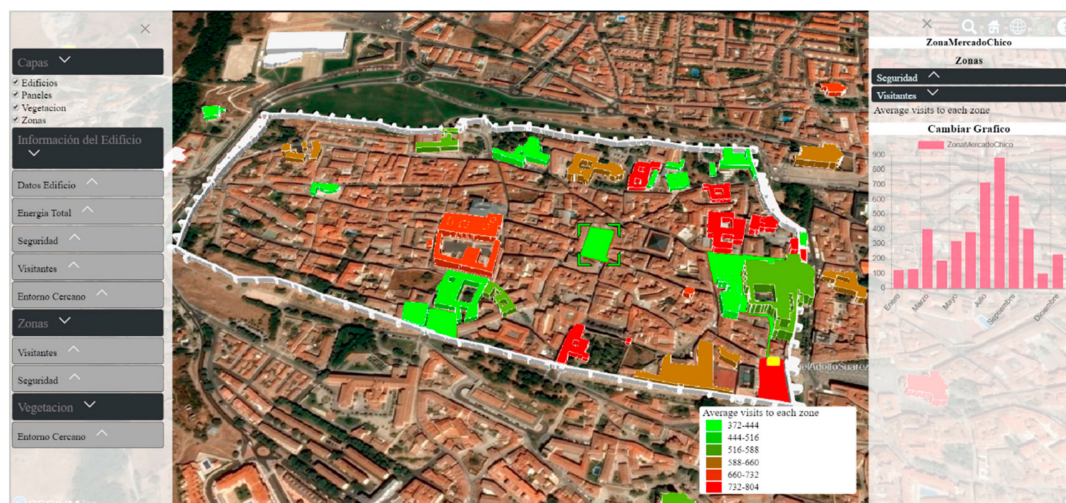 Capas
Edificios
Paneles
Vegetacion
Zonas
Información del Edificio
Datos Edificio
Energia Total
Seguridad
Visitantes
Entorno Cercano
Zonas
Visitantes
Seguridad
Vegetacion
Entorno Cercano
elAdolfoSuarez
Average visits to each zone
372-444
444-516
516-588
588-660
660-732
732-804
ZonaMercadoChico
Zonas
Seguridad
Visitantes
Average visits to each zone
Cambiar Grafico
ZonaMercadoChico
900
800
700
600
500
400
300
200
100
0
Enero
Marzo
Mayo
Julio
Septiembre
Diciembre